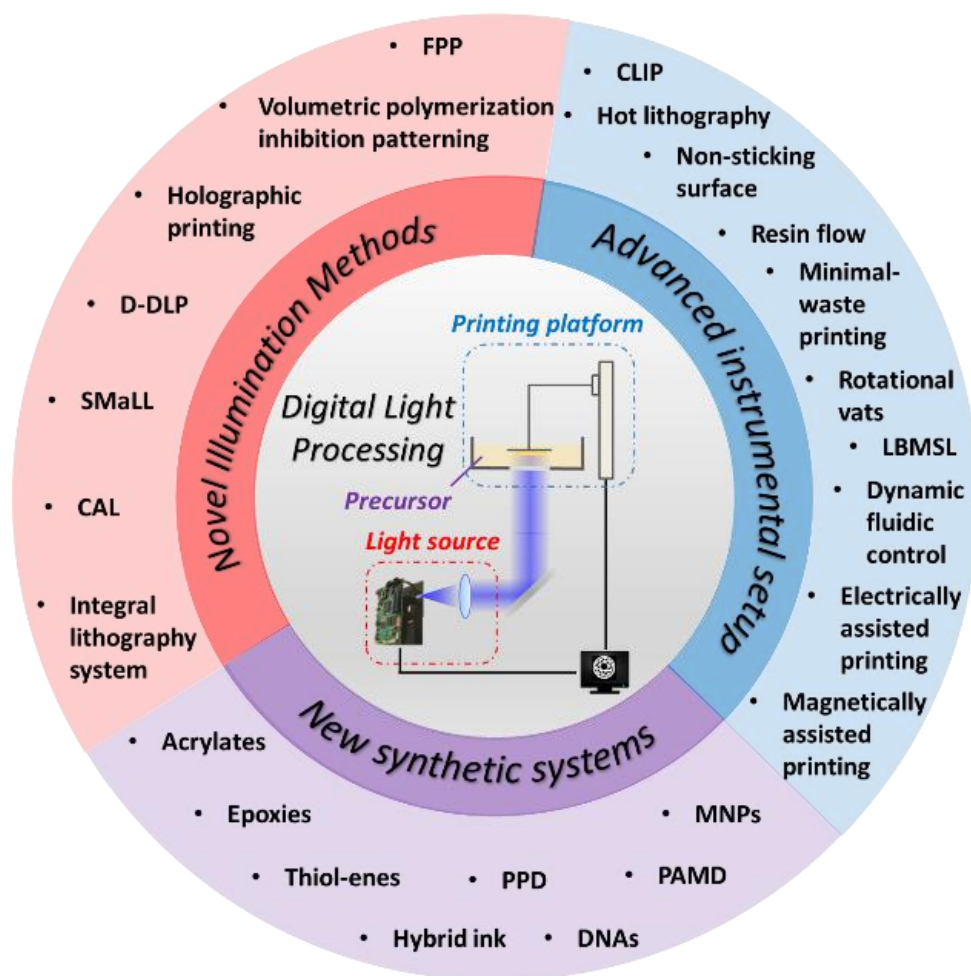 • FPP
• Volumetric polymerization
inhibition patterning
• Holographic
printing
• D-DLP
• SMaLL
• CAL
• Integral
lithography
system
Novel Illumination Methods
• CLIP
• Hot lithography
• Non-sticking
surface
• Resin flow
• Minimal-
waste printing
• Rotational
vats
• LBMSL
• Dynamic
fluidic
control
• Electrically
assisted printing
• Magnetically
assisted
printing
Advanced instrumental setup
Printing platform
Digital Light
Processing
Precursor
Light source
New synthetic systems
• Acrylates
• Epoxies
• Thiol-enes
• Hybrid ink
• PPD
• DNAs
• PAMD
• MNPs